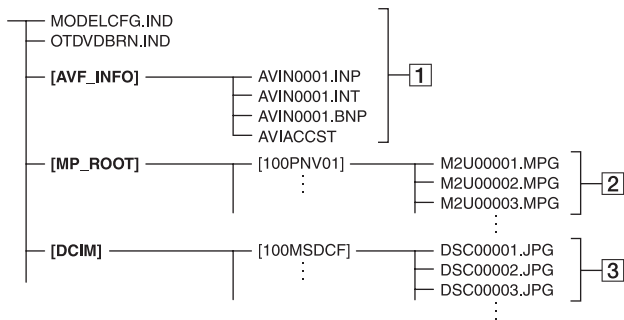 MODELCFG.IND
OTDVDBRN.IND
[AVF_INFO]
AVIN0001.INP
AVIN0001.INT
AVIN0001.BNP
AVIACCST
1
[MP_ROOT]
[100PNV01]
M2U00001.MPG
M2U00002.MPG
M2U00003.MPG
2
[DCIM]
[100MSDCF]
DSC00001.JPG
DSC00002.JPG
DSC00003.JPG
3